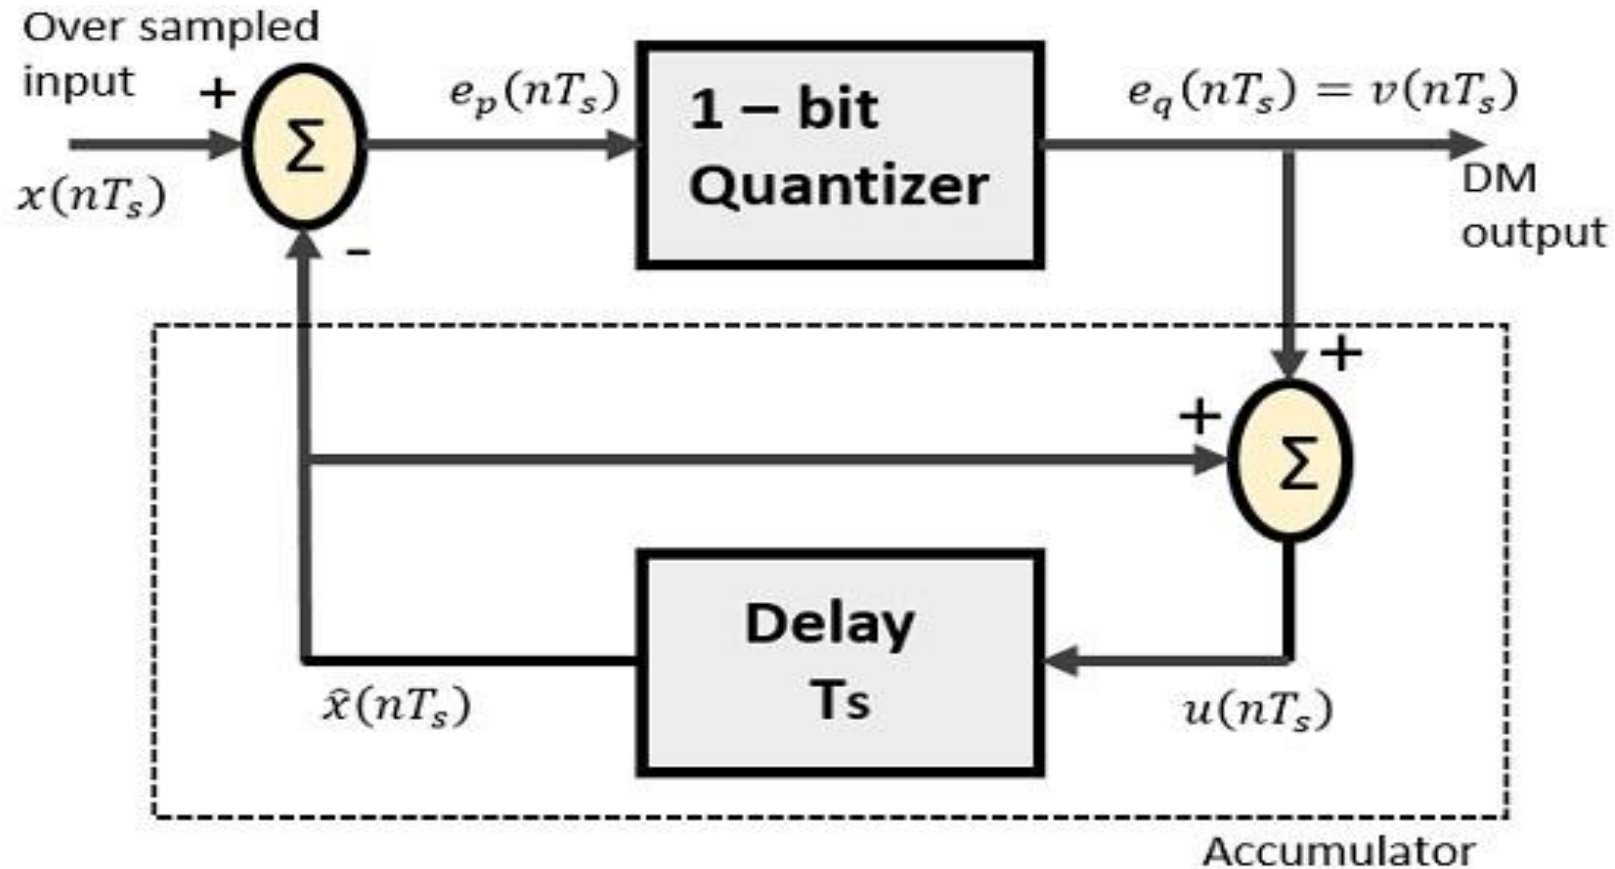 Over sampled
input
+
Σ
e_p(nT_s)
1 – bit
Quantizer
e_q(nT_s) = v(nT_s)
x(nT_s)
DM
output
-
+
+
Σ
Delay
Ts
x̂(nT_s)
u(nT_s)
Accumulator